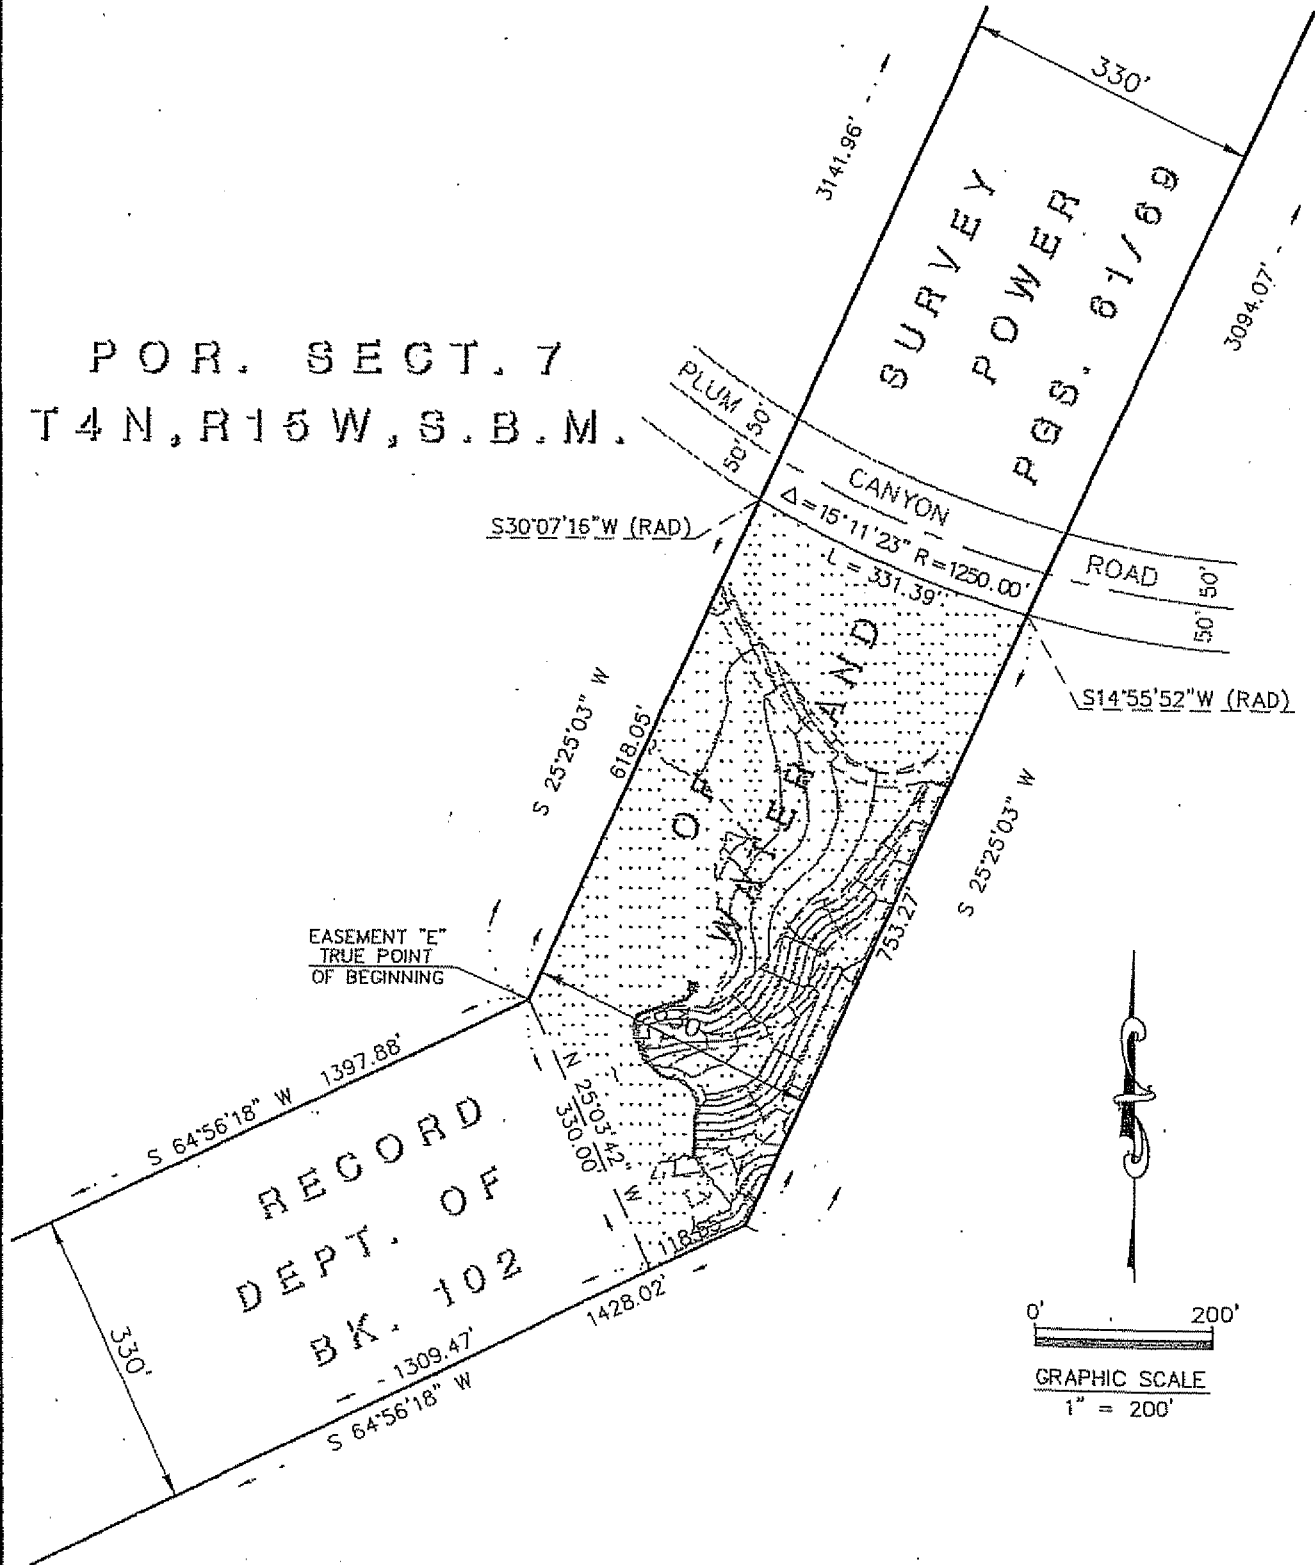 330'
3141.96'
SURVEY
POWER
PGS. 61/69
3094.07'
POR. SECT. 7
T4N, R15W, S.B.M.
PLUM
50'
50'
CANYON
ROAD
50'
50'
Δ=15°11'23" R=1250.00'
L = 331.39'
S30°07'16"W (RAD)
S14°55'52"W (RAD)
S 25°25'03" W
618.05'
OF
WATER AND
S 25°25'03" W
753.27'
EASEMENT "E"
TRUE POINT
OF BEGINNING
330'
S 64°56'18" W 1397.88'
N 25°03'42" W
330.00'
RECORD
DEPT. OF
BK. 102
330'
1428.02'
1309.47'
S 64°56'18" W
0' 200'
GRAPHIC SCALE
1" = 200'